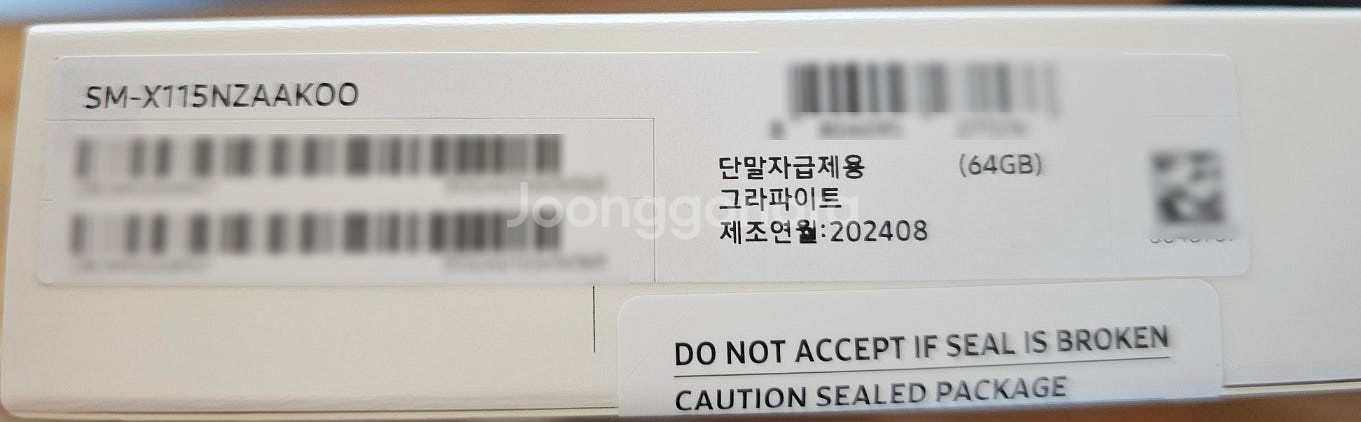 SM-X115NZAAKOO
단말자급제용 (64GB)
그라파이트
제조연월:202408
Joonggonara
DO NOT ACCEPT IF SEAL IS BROKEN
CAUTION SEALED PACKAGE